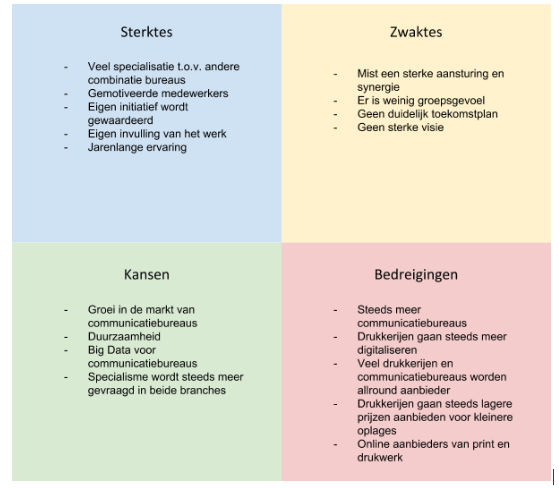 Sterktes
- Veel specialisatie t.o.v. andere
combinatie bureaus
- Gemotiveerde medewerkers
- Eigen initiatief wordt
gewaardeerd
- Eigen invulling van het werk
- Jarenlange ervaring
Zwaktes
- Mist een sterke aansturing en
synergie
- Er is weinig groepsgevoel
- Geen duidelijk toekomstplan
- Geen sterke visie
Kansen
- Groei in de markt van
communicatiebureaus
- Duurzaamheid
- Big Data voor
communicatiebureaus
- Specialisme wordt steeds meer
gevraagd in beide branches
Bedreigingen
- Steeds meer
communicatiebureaus
- Drukkerijen gaan steeds meer
digitaliseren
- Veel drukkerijen en
communicatiebureaus worden
allround aanbieder
- Drukkerijen gaan steeds lagere
prijzen aanbieden voor kleinere
oplages
- Online aanbieders van print en
drukwerk